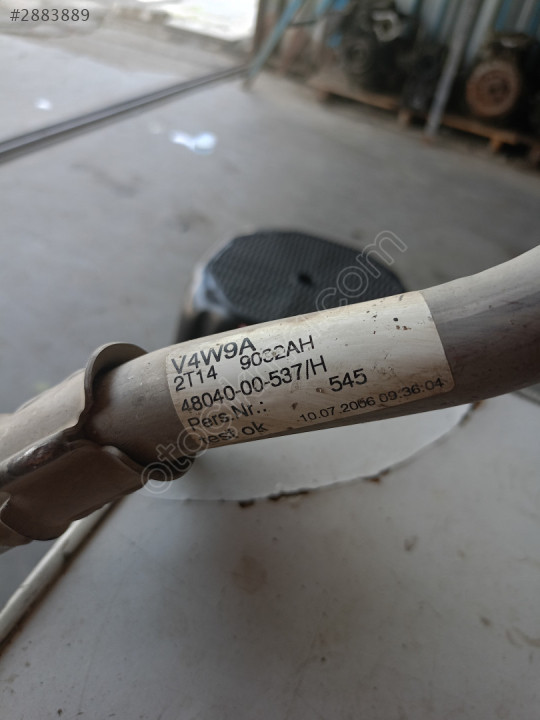 #2883889
V4W9A
2T14 9032AH
48040-00-537/H
Pers.Nr.: 545
Test ok 10.07.2006 09:36:04